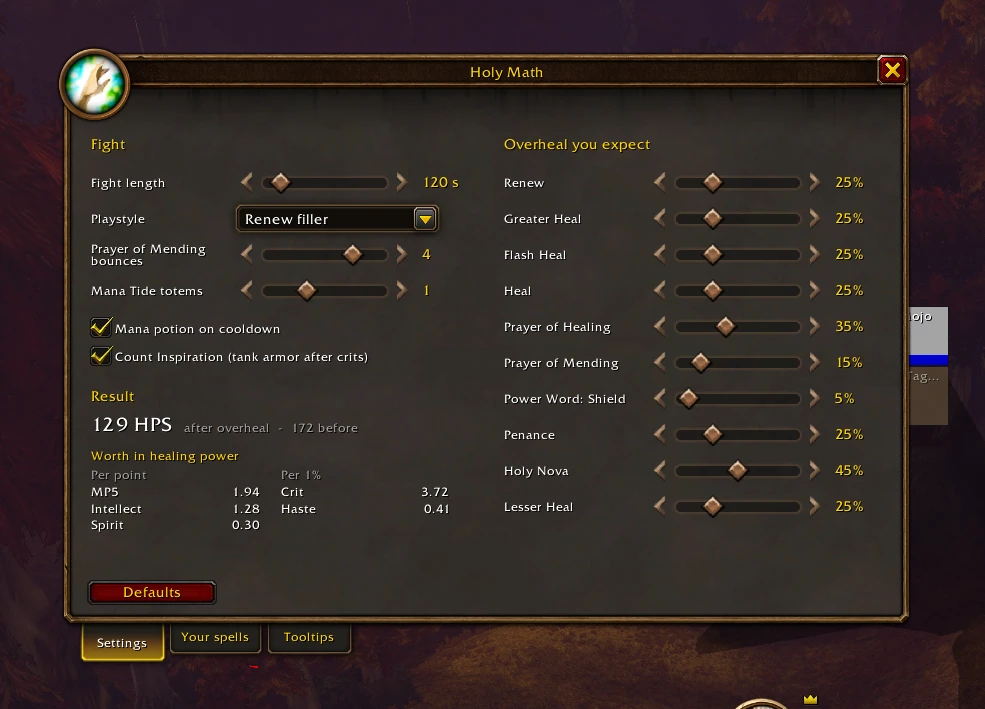 Holy Math
Fight
Fight length 120 s
Playstyle Renew filler
Prayer of Mending
bounces 4
Mana Tide totems 1
Mana potion on cooldown
Count Inspiration (tank armor after crits)
Result
129 HPS after overheal - 172 before
Worth in healing power
Per point Per 1%
MP5 1.94 Crit 3.72
Intellect 1.28 Haste 0.41
Spirit 0.30
Defaults
Overheal you expect
Renew 25%
Greater Heal 25%
Flash Heal 25%
Heal 25%
Prayer of Healing 35%
Prayer of Mending 15%
Power Word: Shield 5%
Penance 25%
Holy Nova 45%
Lesser Heal 25%
Settings Your spells Tooltips